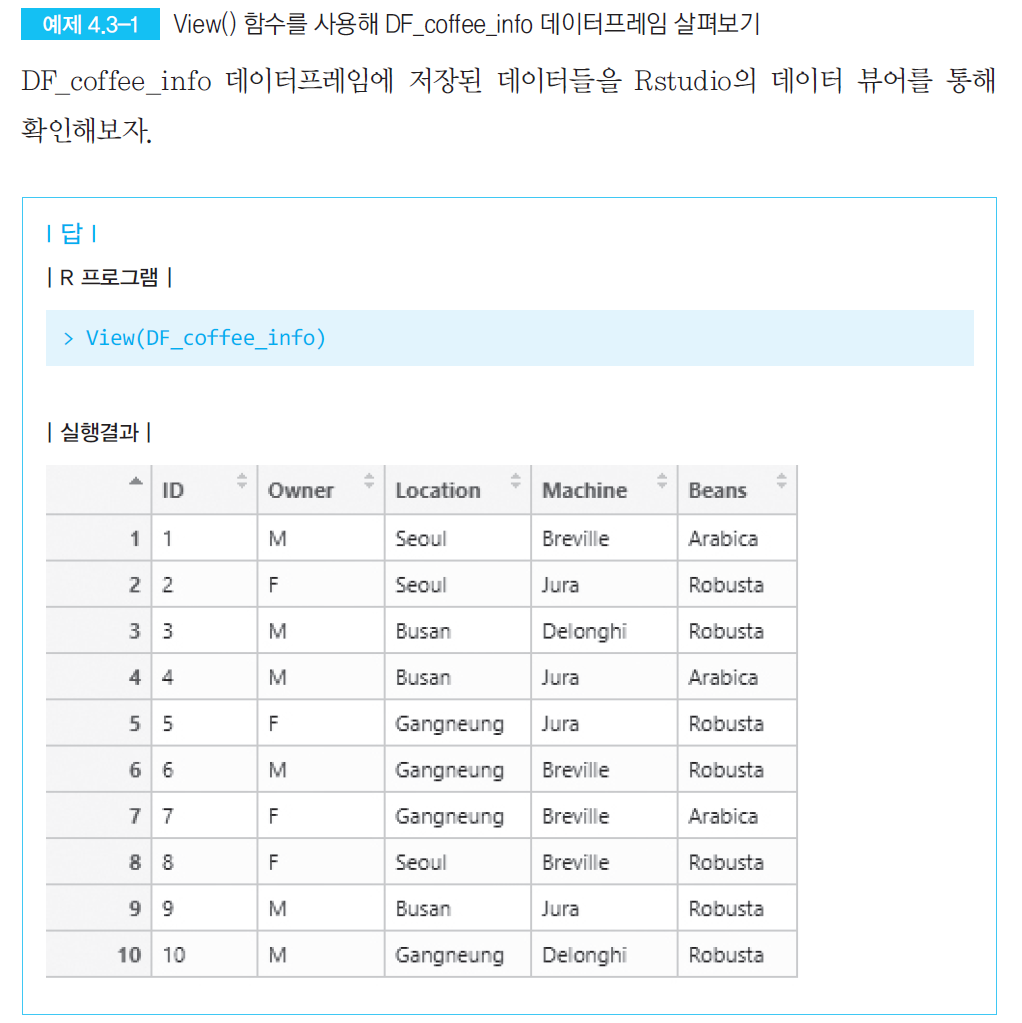 예제 4.3-1 View() 함수를 사용해 DF_coffee_info 데이터프레임 살펴보기
DF_coffee_info 데이터프레임에 저장된 데이터들을 Rstudio의 데이터 뷰어를 통해
확인해보자.
| 답 |
| R 프로그램 |
> View(DF_coffee_info)
| 실행결과 |
ID Owner Location Machine Beans
1 1 M Seoul Breville Arabica
2 2 F Seoul Jura Robusta
3 3 M Busan Delonghi Robusta
4 4 M Busan Jura Arabica
5 5 F Gangneung Jura Robusta
6 6 M Gangneung Breville Robusta
7 7 F Gangneung Breville Arabica
8 8 F Seoul Breville Robusta
9 9 M Busan Jura Robusta
10 10 M Gangneung Delonghi Robusta